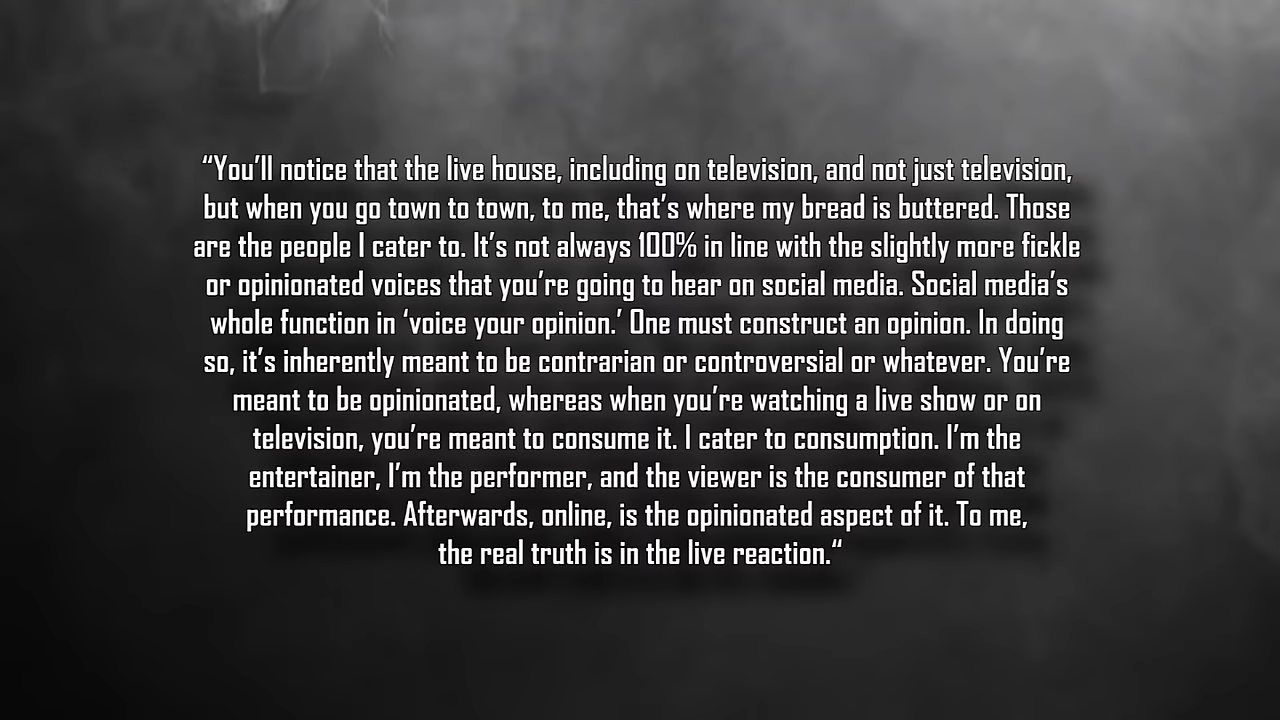 “You’ll notice that the live house, including on television, and not just television,
but when you go town to town, to me, that’s where my bread is buttered. Those
are the people I cater to. It’s not always 100% in line with the slightly more fickle
or opinionated voices that you’re going to hear on social media. Social media’s
whole function in ‘voice your opinion.’ One must construct an opinion. In doing
so, it’s inherently meant to be contrarian or controversial or whatever. You’re
meant to be opinionated, whereas when you’re watching a live show or on
television, you’re meant to consume it. I cater to consumption. I’m the
entertainer, I’m the performer, and the viewer is the consumer of that
performance. Afterwards, online, is the opinionated aspect of it. To me,
the real truth is in the live reaction.“